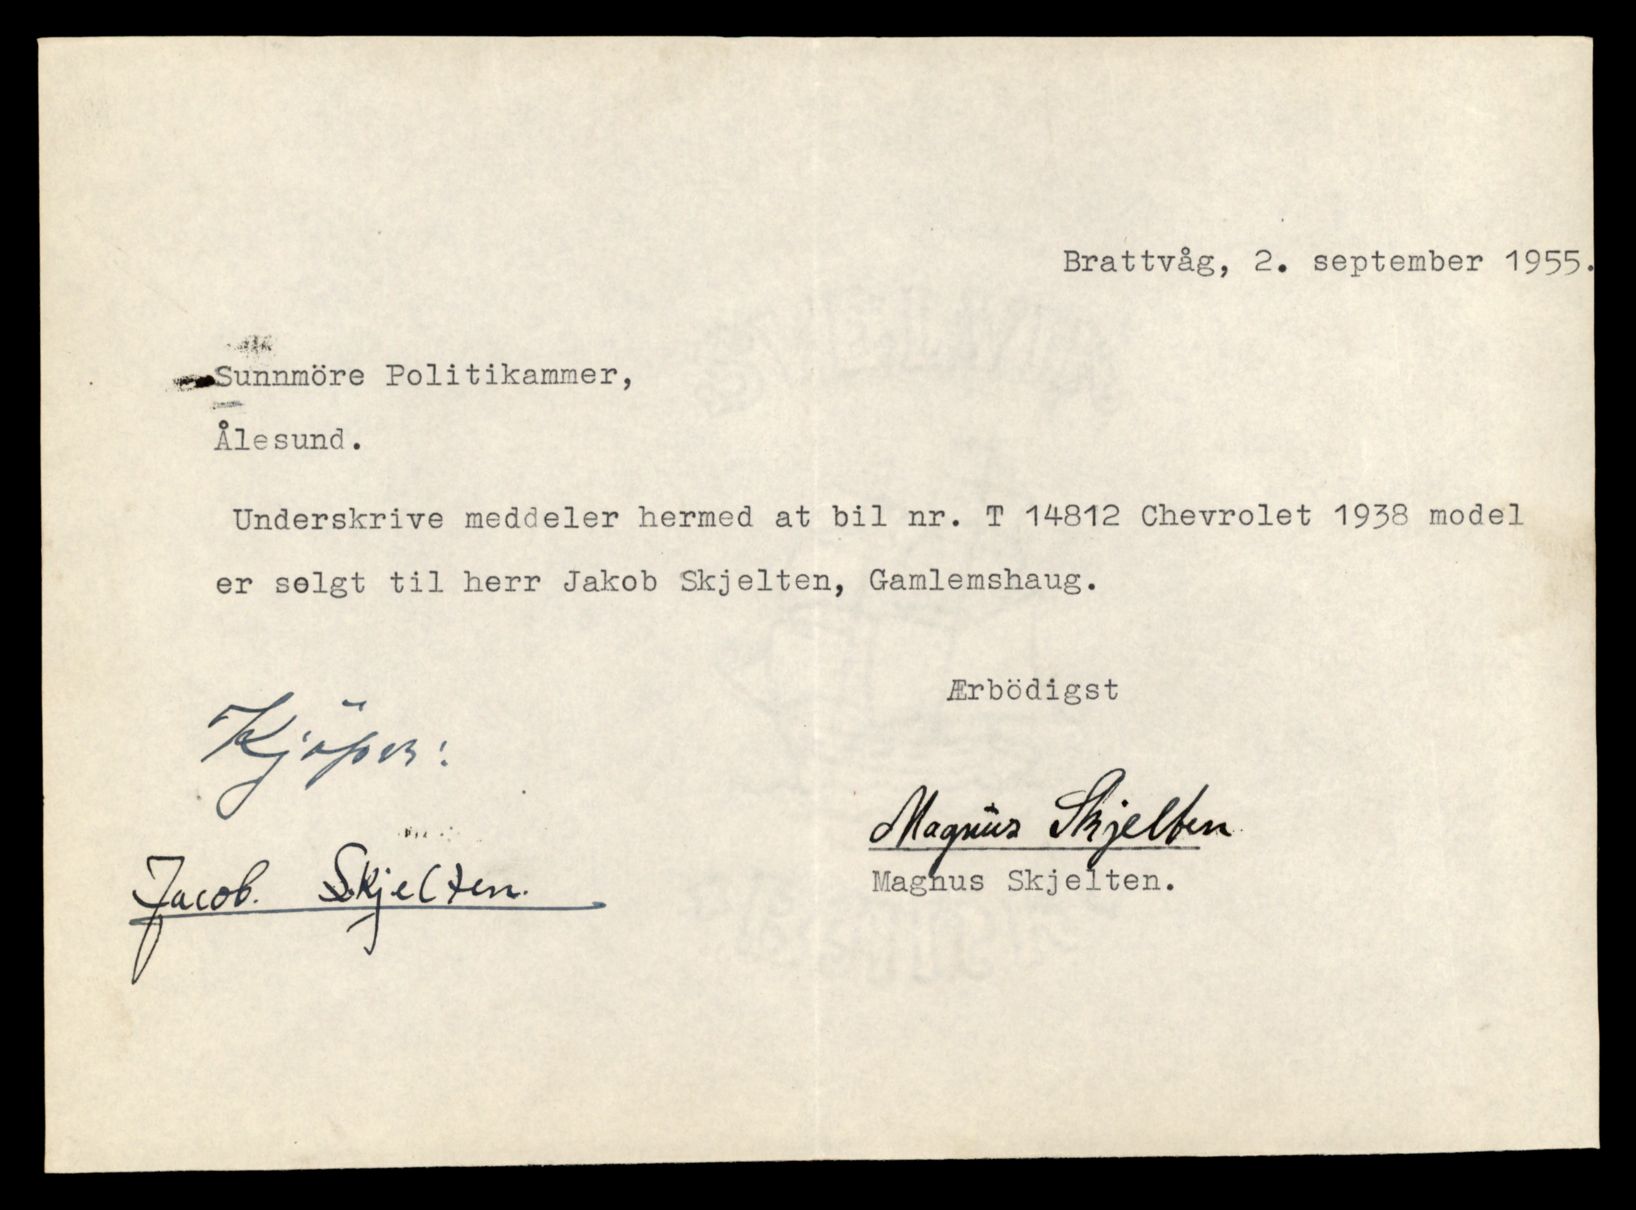 Brattvåg, 2. september 1955.
Sunnmöre Politikammer,
Ålesund.
Underskrive meddeler hermed at bil nr. T 14812 Chevrolet 1938 model
er solgt til herr Jakob Skjelten, Gamlemshaug.
Ærbödigst
Kjöper:
Magnus Skjelten
Jacob. Skjelten.
Magnus Skjelten.